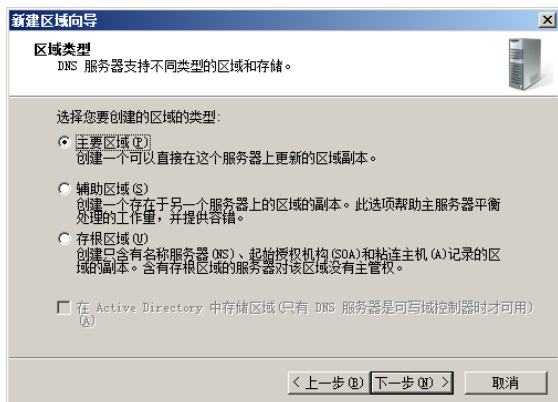 新建区域向导
区域类型
DNS 服务器支持不同类型的区域和存储。
选择您要创建的区域的类型:
主要区域(P)
创建一个可以直接在这个服务器上更新的区域副本。
辅助区域(S)
创建一个存在于另一个服务器上的区域的副本。此选项帮助主服务器平衡
处理的工作量，并提供容错。
存根区域(U)
创建只含有名称服务器(NS)、起始授权机构(SOA)和粘连主机(A)记录的区
域的副本。含有存根区域的服务器对该区域没有主管权。
在 Active Directory 中存储区域(只有 DNS 服务器是可写域控制器时才可用)
(A)
< 上一步(B) 下一步(N) > 取消